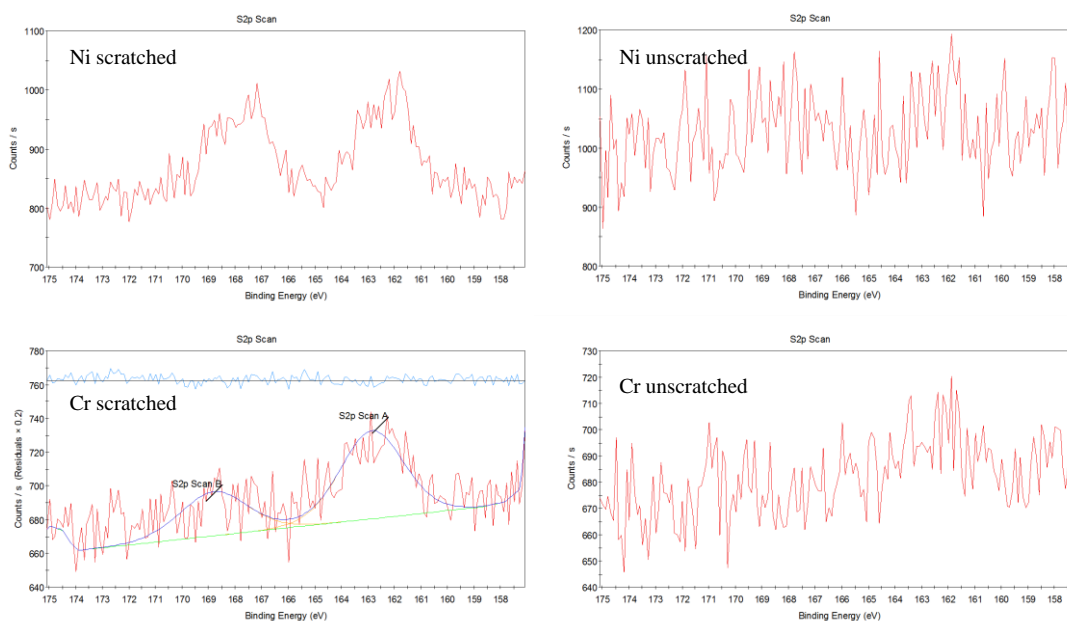 S2p Scan
Ni scratched
Counts / s
1100
1000
900
800
700
175 174 173 172 171 170 169 168 167 166 165 164 163 162 161 160 159 158
Binding Energy (eV)
S2p Scan
Ni unscratched
Counts / s
1200
1100
1000
900
800
175 174 173 172 171 170 169 168 167 166 165 164 163 162 161 160 159 158
Binding Energy (eV)
S2p Scan
Cr scratched
S2p Scan A
S2p Scan B
Counts / s (Residuals × 0.2)
780
760
740
720
700
680
660
640
175 174 173 172 171 170 169 168 167 166 165 164 163 162 161 160 159 158
Binding Energy (eV)
S2p Scan
Cr unscratched
Counts / s
730
720
710
700
690
680
670
660
650
640
175 174 173 172 171 170 169 168 167 166 165 164 163 162 161 160 159 158
Binding Energy (eV)